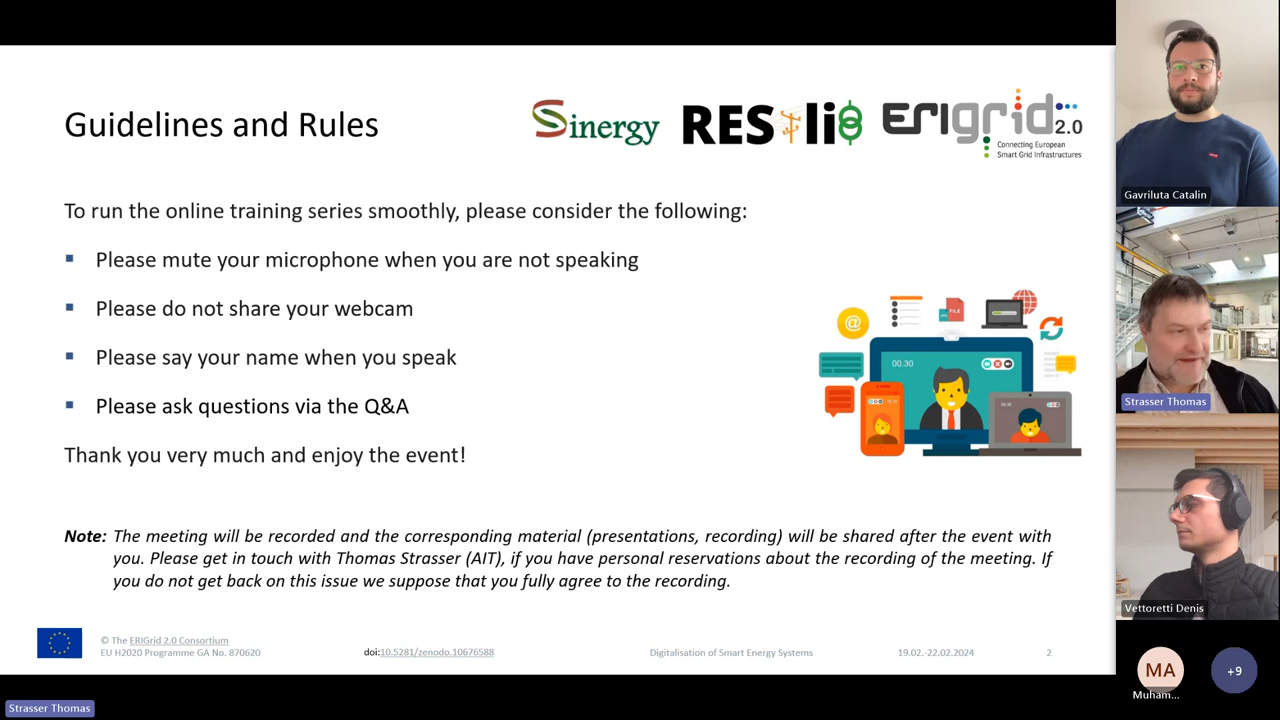 Guidelines and Rules
Sinergy
RESili8
ERIgrid 2.0
Connecting European
Smart Grid Infrastructures
To run the online training series smoothly, please consider the following:
▪ Please mute your microphone when you are not speaking
▪ Please do not share your webcam
▪ Please say your name when you speak
▪ Please ask questions via the Q&A
Thank you very much and enjoy the event!
@
FILE
00.30
Note: The meeting will be recorded and the corresponding material (presentations, recording) will be shared after the event with
you. Please get in touch with Thomas Strasser (AIT), if you have personal reservations about the recording of the meeting. If
you do not get back on this issue we suppose that you fully agree to the recording.
© The ERIGrid 2.0 Consortium
EU H2020 Programme GA No. 870620
doi:10.5281/zenodo.10676588
Digitalisation of Smart Energy Systems
19.02.-22.02.2024
2
Gavriluta Catalin
Strasser Thomas
Vettoretti Denis
MA
Muham...
+9
Strasser Thomas